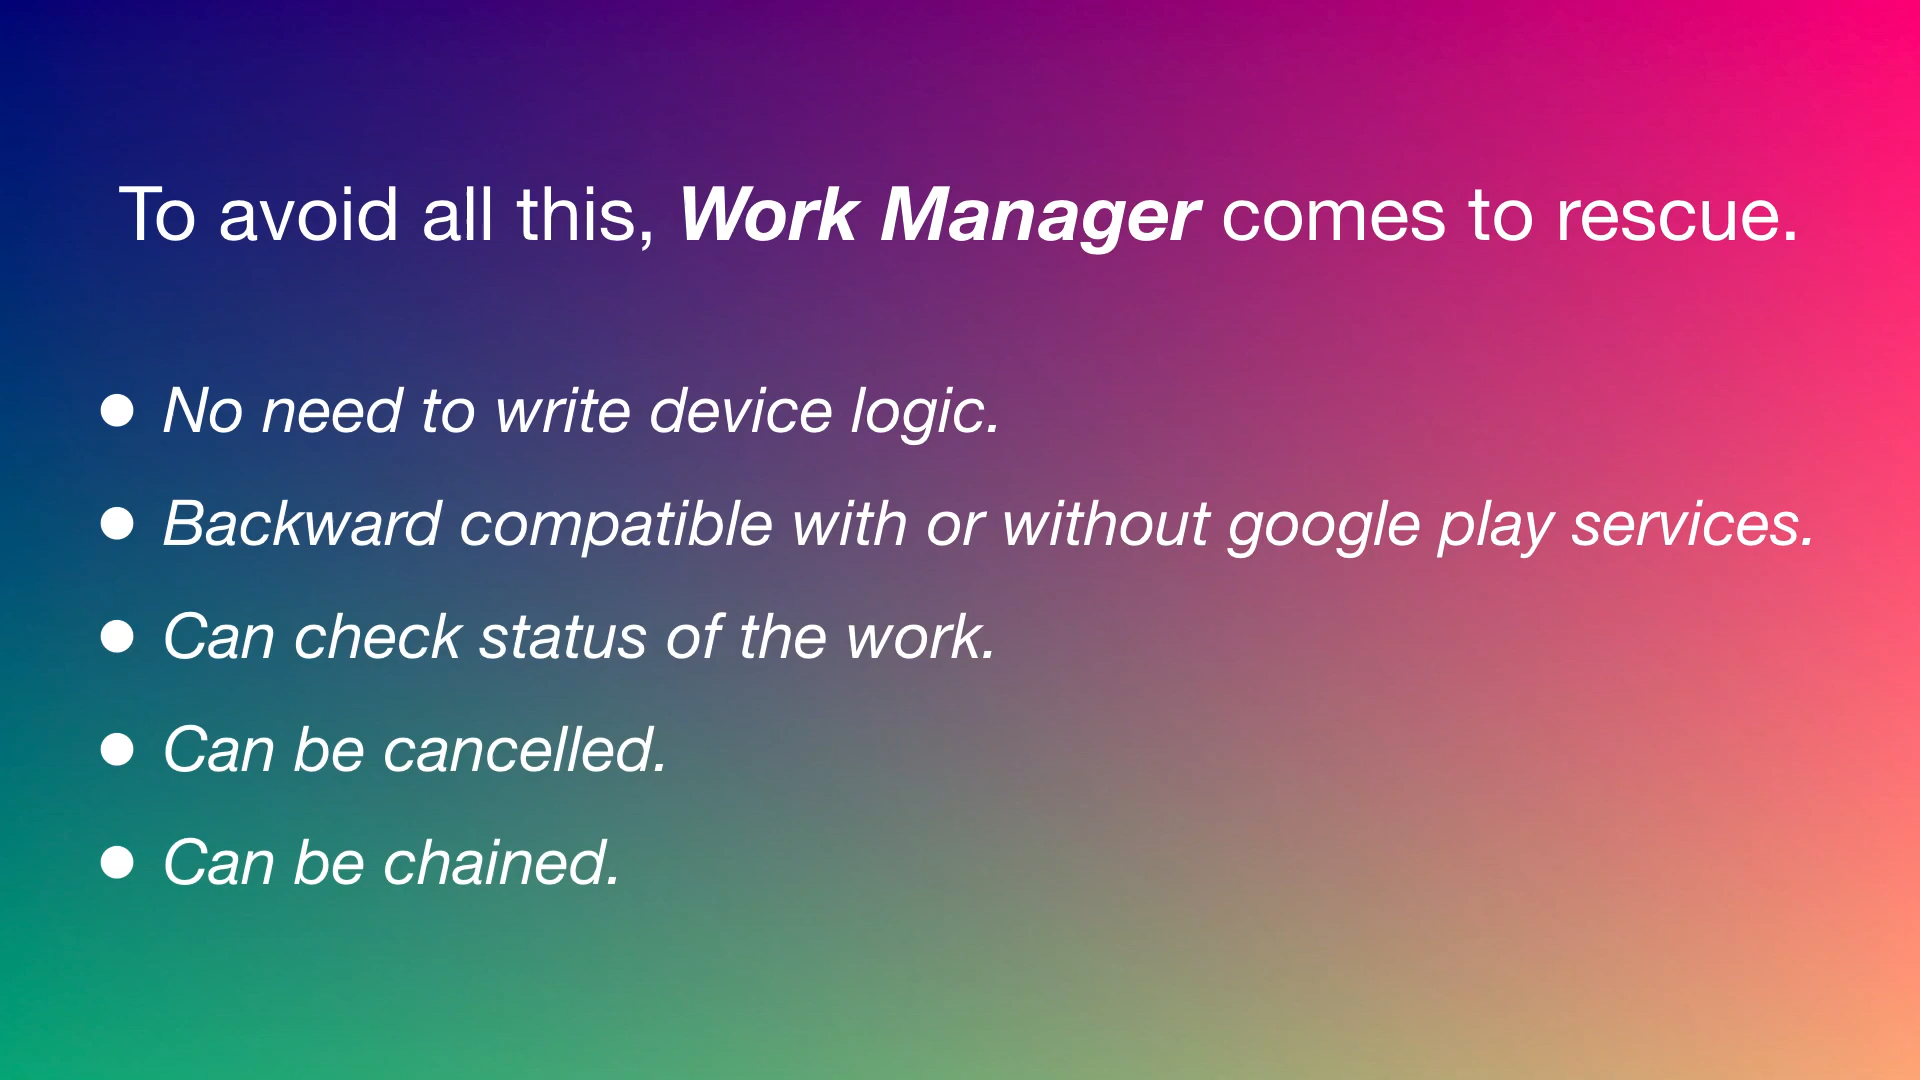 To avoid all this, Work Manager comes to rescue.
● No need to write device logic.
● Backward compatible with or without google play services.
● Can check status of the work.
● Can be cancelled.
● Can be chained.